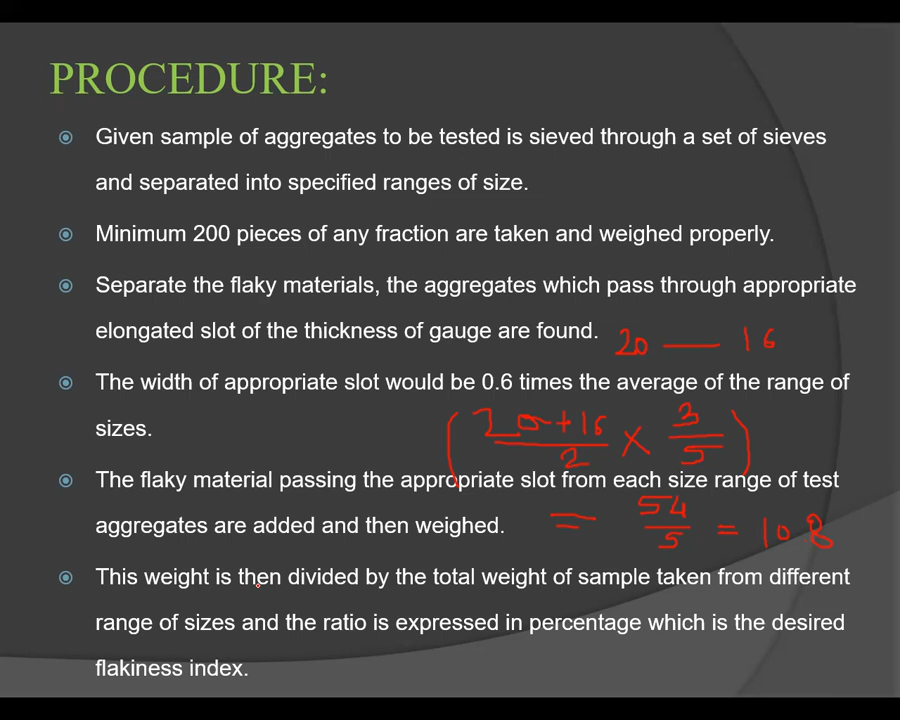 PROCEDURE:
Given sample of aggregates to be tested is sieved through a set of sieves
and separated into specified ranges of size.
Minimum 200 pieces of any fraction are taken and weighed properly.
Separate the flaky materials, the aggregates which pass through appropriate
elongated slot of the thickness of gauge are found.
20 — 16
The width of appropriate slot would be 0.6 times the average of the range of
sizes.
(20+16/2 × 3/5)
The flaky material passing the appropriate slot from each size range of test
aggregates are added and then weighed.
= 54/5 = 10.8
This weight is then divided by the total weight of sample taken from different
range of sizes and the ratio is expressed in percentage which is the desired
flakiness index.